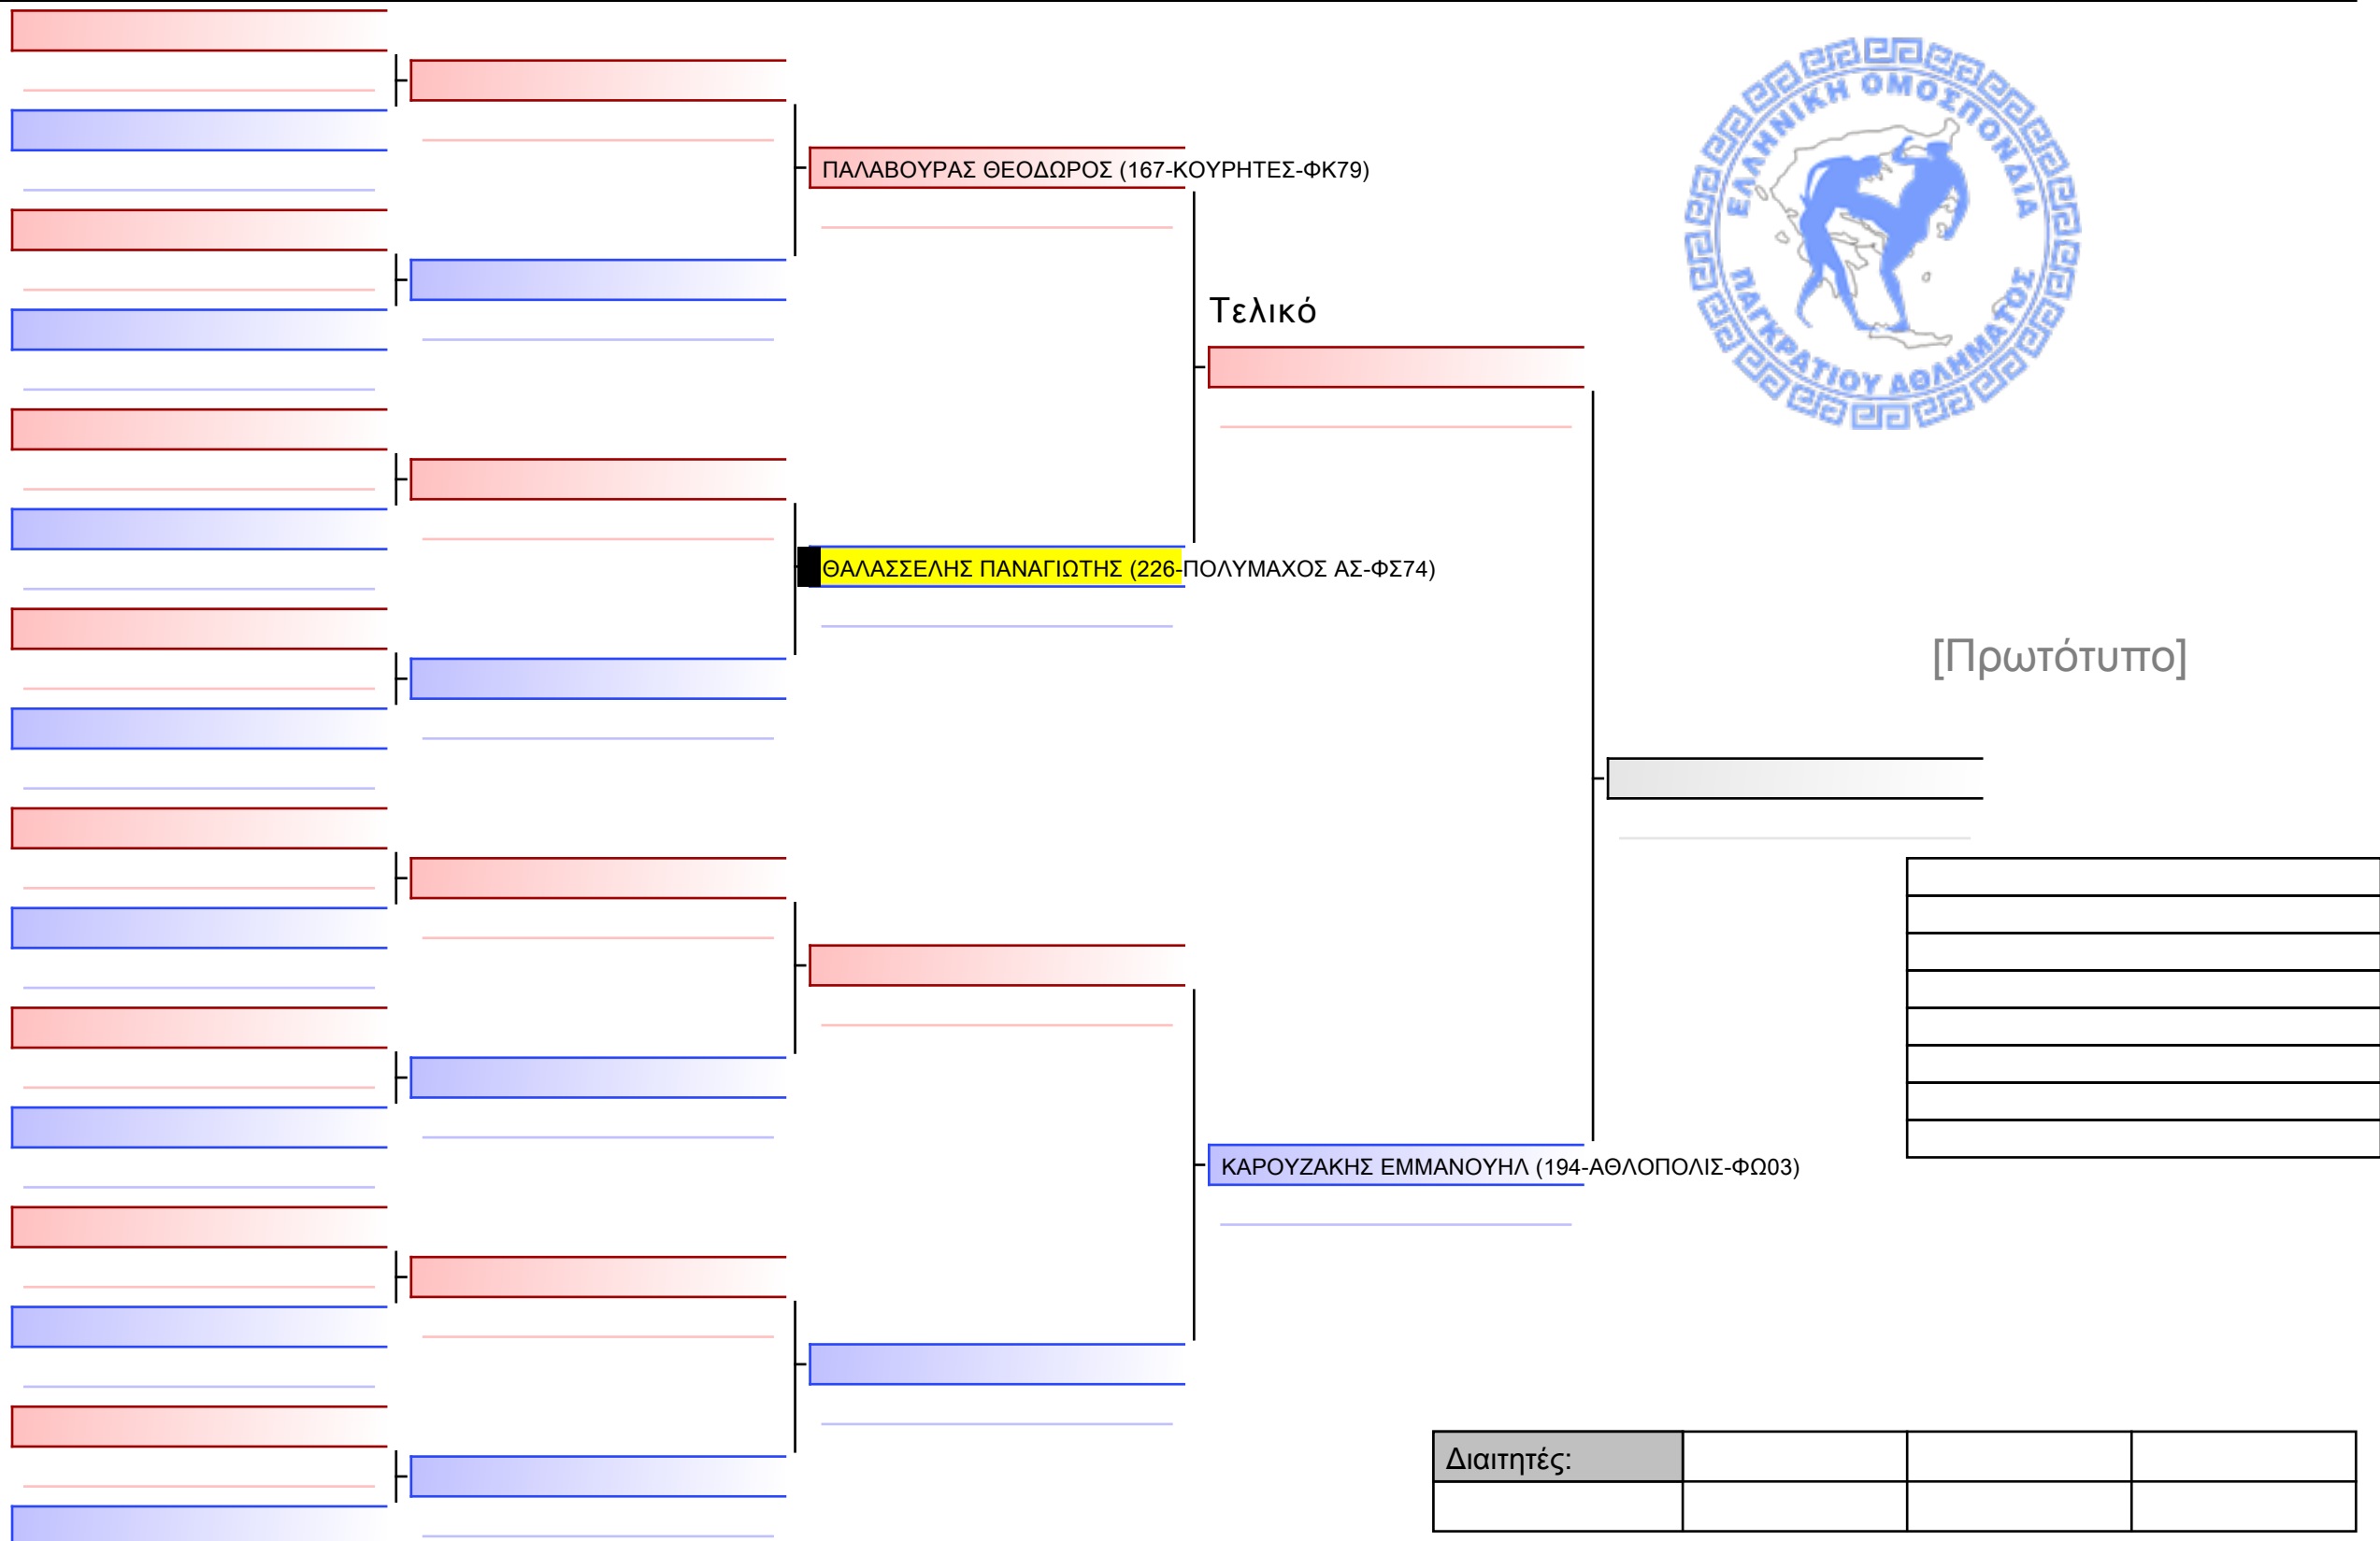 ΕΛΛΗΝΙΚΗ ΟΜΟΣΠΟΝΔΙΑ
ΠΑΓΚΡΑΤΙΟΥ ΑΘΛΗΜΑΤΟΣ
ΠΑΛΑΒΟΥΡΑΣ ΘΕΟΔΩΡΟΣ (167-ΚΟΥΡΗΤΕΣ-ΦΚ79)
Τελικό
ΘΑΛΑΣΣΕΛΗΣ ΠΑΝΑΓΙΩΤΗΣ (226-ΠΟΛΥΜΑΧΟΣ ΑΣ-ΦΣ74)
[Πρωτότυπο]
ΚΑΡΟΥΖΑΚΗΣ ΕΜΜΑΝΟΥΗΛ (194-ΑΘΛΟΠΟΛΙΣ-ΦΩ03)
Διαιτητές: